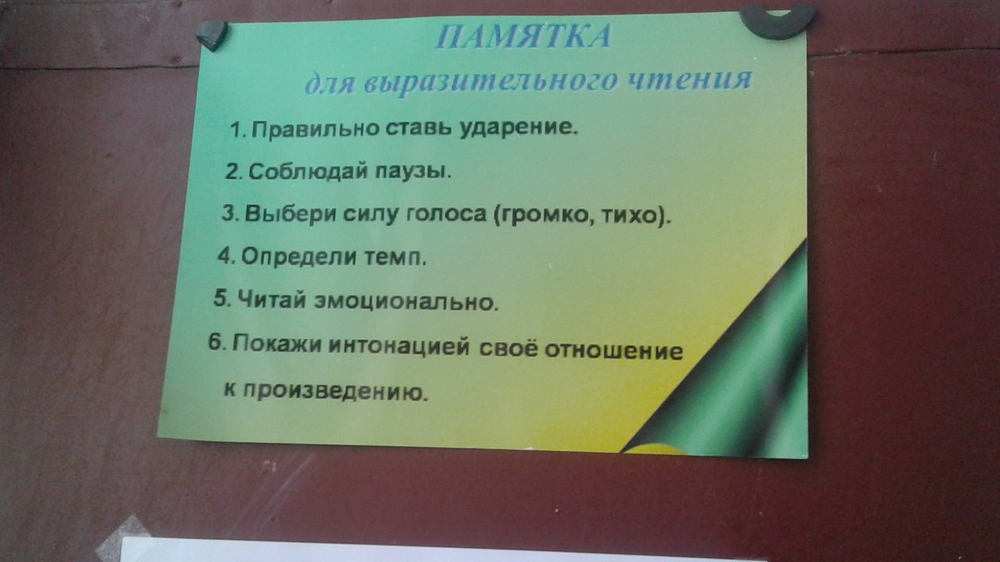 ПАМЯТКА
для выразительного чтения
1. Правильно ставь ударение.
2. Соблюдай паузы.
3. Выбери силу голоса (громко, тихо).
4. Определи темп.
5. Читай эмоционально.
6. Покажи интонацией своё отношение
к произведению.